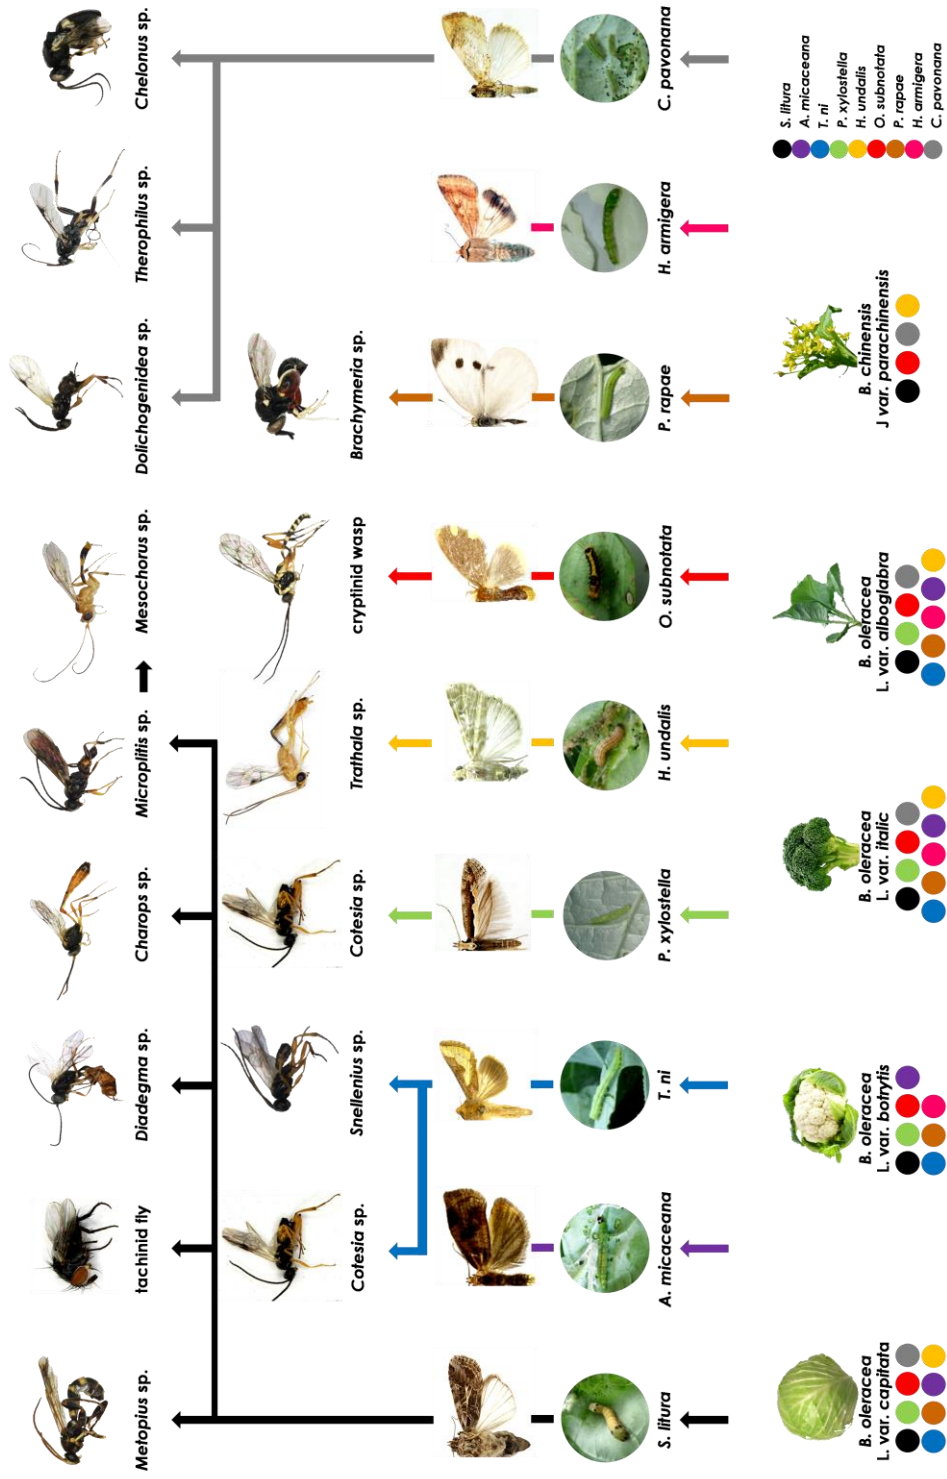 Metopius sp.
tachinid fly
Diadegma sp.
Charops sp.
Microplitis sp.
Mesochorus sp.
Dolichogenidea sp.
Therophilus sp.
Chelonus sp.
Cotesia sp.
Snellenius sp.
Cotesia sp.
Trathala sp.
cryptinid wasp
Brachymeria sp.
S. litura
A. micaceana
T. ni
P. xylostella
H. undalis
O. subnotata
P. rapae
H. armigera
C. pavonana
B. oleracea
L. var. capitata
B. oleracea
L. var. botrytis
B. oleracea
L. var. italic
B. oleracea
L. var. alboglabra
B. chinensis
J var. parachinensis
S. litura
A. micaceana
T. ni
P. xylostella
H. undalis
O. subnotata
P. rapae
H. armigera
C. pavonana